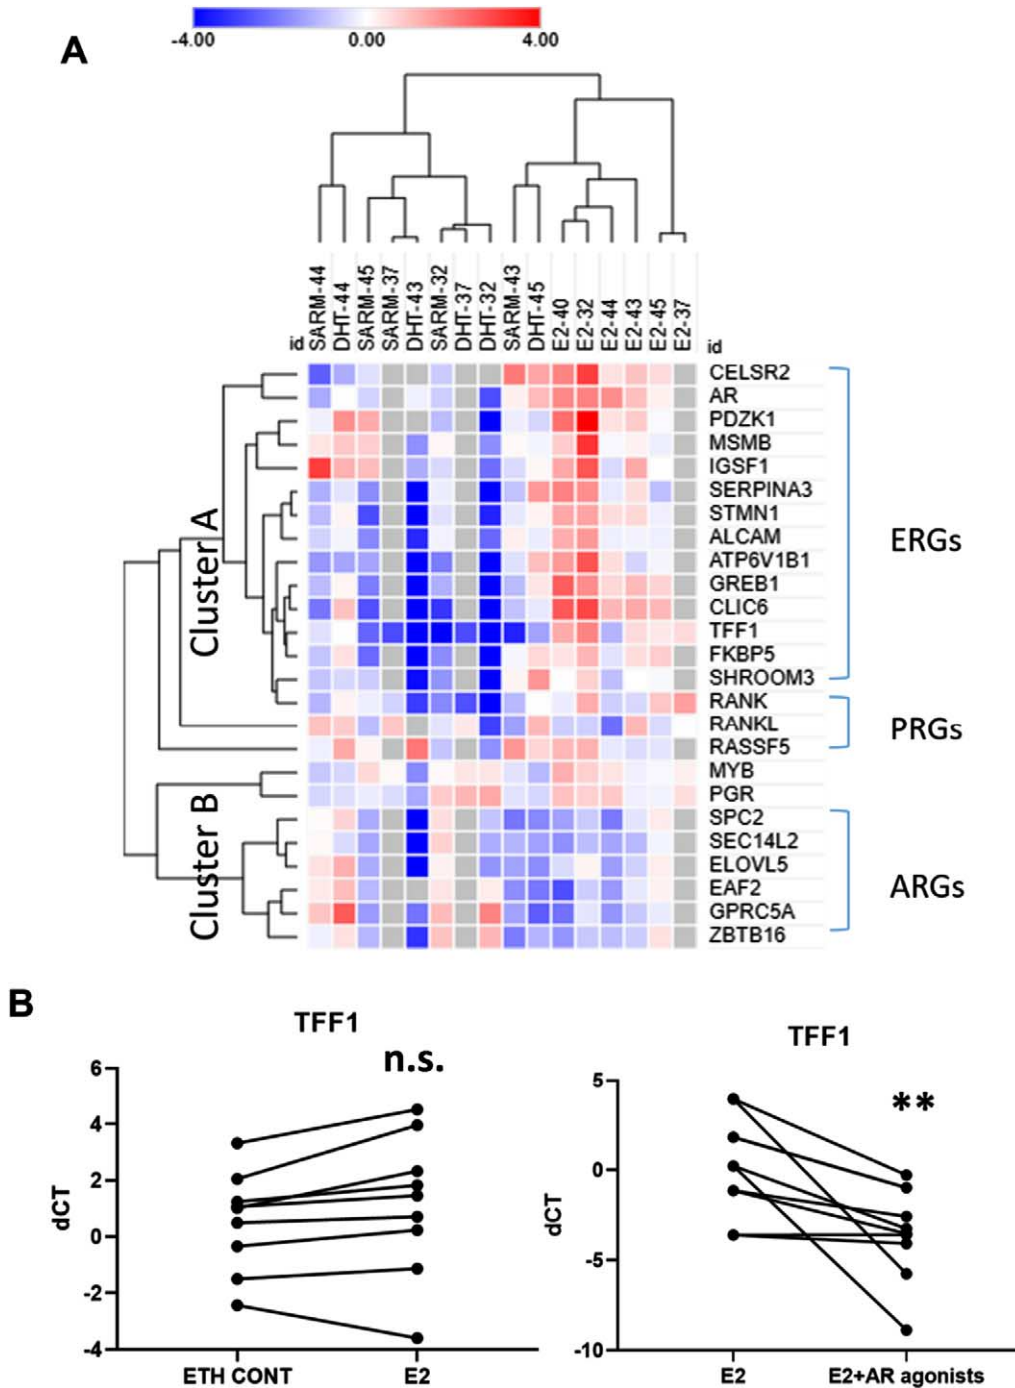 -4.00 0.00 4.00
A
id SARM-44 DHT-44 SARM-45 SARM-37 DHT-43 SARM-32 DHT-37 DHT-32 SARM-43 DHT-45 E2-40 E2-32 E2-44 E2-43 E2-45 E2-37 id
CELSR2
AR
PDZK1
MSMB
IGSF1
SERPINA3
STMN1
ALCAM
ATP6V1B1
GREB1
CLIC6
TFF1
FKBP5
SHROOM3
RANK
RANKL
RASSF5
MYB
PGR
SPC2
SEC14L2
ELOVL5
EAF2
GPRC5A
ZBTB16
Cluster A
Cluster B
ERGs
PRGs
ARGs
B
TFF1
n.s.
6
4
2
0
-2
-4
dCT
ETH CONT E2
TFF1
**
5
0
-5
-10
dCT
E2 E2+AR agonists